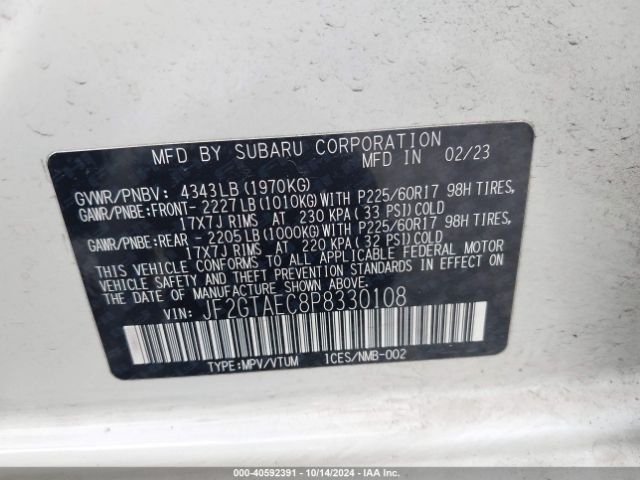 MFD BY SUBARU CORPORATION
MFD IN 02/23
GVWR/PNBV: 4343LB(1970KG)
GAWR/PNBE:FRONT- 2227LB(1010KG)WITH P225/60R17 98H TIRES,
17X7J RIMS AT 230 KPA(33 PSI)COLD
GAWR/PNBE:REAR - 2205LB(1000KG)WITH P225/60R17 98H TIRES,
17X7J RIMS AT 220 KPA(32 PSI)COLD
THIS VEHICLE CONFORMS TO ALL APPLICABLE FEDERAL MOTOR
VEHICLE SAFETY AND THEFT PREVENTION STANDARDS IN EFFECT ON
THE DATE OF MANUFACTURE SHOWN ABOVE.
VIN: JF2GTAEC8P8330108
TYPE:MPV/VTUM 1CES/NMB-002
000-40592391 - 10/14/2024 - IAAI.com